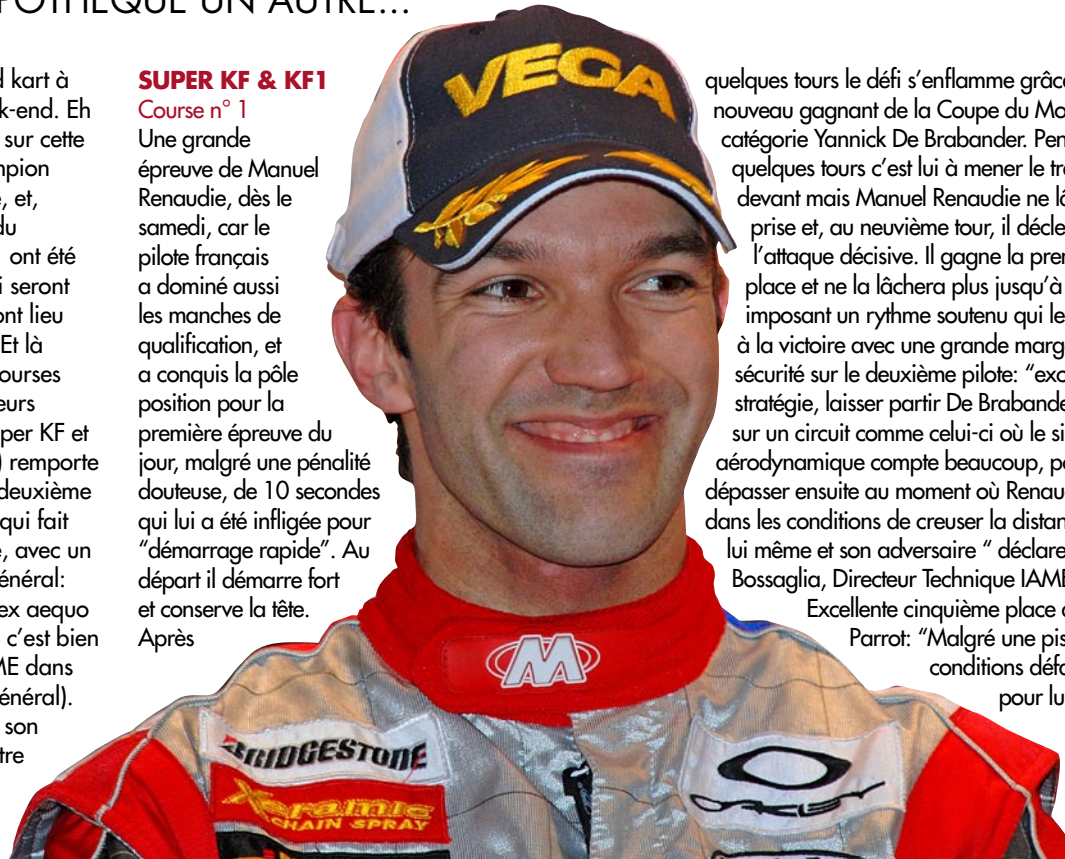 POTHÈQUE UN AUTRE...
d kart à
k-end. Eh
sur cette
pion
, et,
du
ont été
i seront
ont lieu
Et là
ourses
eurs
per KF et
) remporte
deuxième
qui fait
, avec un
énéral:
ex aequo
c’est bien
ME dans
énéral).
son
tre
SUPER KF & KF1
Course n° 1
Une grande
épreuve de Manuel
Renaudie, dès le
samedi, car le
pilote français
a dominé aussi
les manches de
qualification, et
a conquis la pôle
position pour la
première épreuve du
jour, malgré une pénalité
douteuse, de 10 secondes
qui lui a été infligée pour
“démarrage rapide”. Au
départ il démarre fort
et conserve la tête.
Après
quelques tours le défi s’enflamme grâce
nouveau gagnant de la Coupe du Mo
catégorie Yannick De Brabander. Pen
quelques tours c’est lui à mener le tr
devant mais Manuel Renaudie ne lâ
prise et, au neuvième tour, il décle
l’attaque décisive. Il gagne la pre
place et ne la lâchera plus jusqu’à
imposant un rythme soutenu qui le
à la victoire avec une grande marg
sécurité sur le deuxième pilote: “exc
stratégie, laisser partir De Brabande
sur un circuit comme celui-ci où le si
aérodynamique compte beaucoup, p
dépasser ensuite au moment où Renau
dans les conditions de creuser la distan
lui même et son adversaire “ déclare
Bossaglia, Directeur Technique IAME
Excellente cinquième place
Parrot: “Malgré une pis
conditions défa
pour lu
VEGA
M
BRIDGESTONE
Xeramic
CHAIN SPRAY
OAKLEY